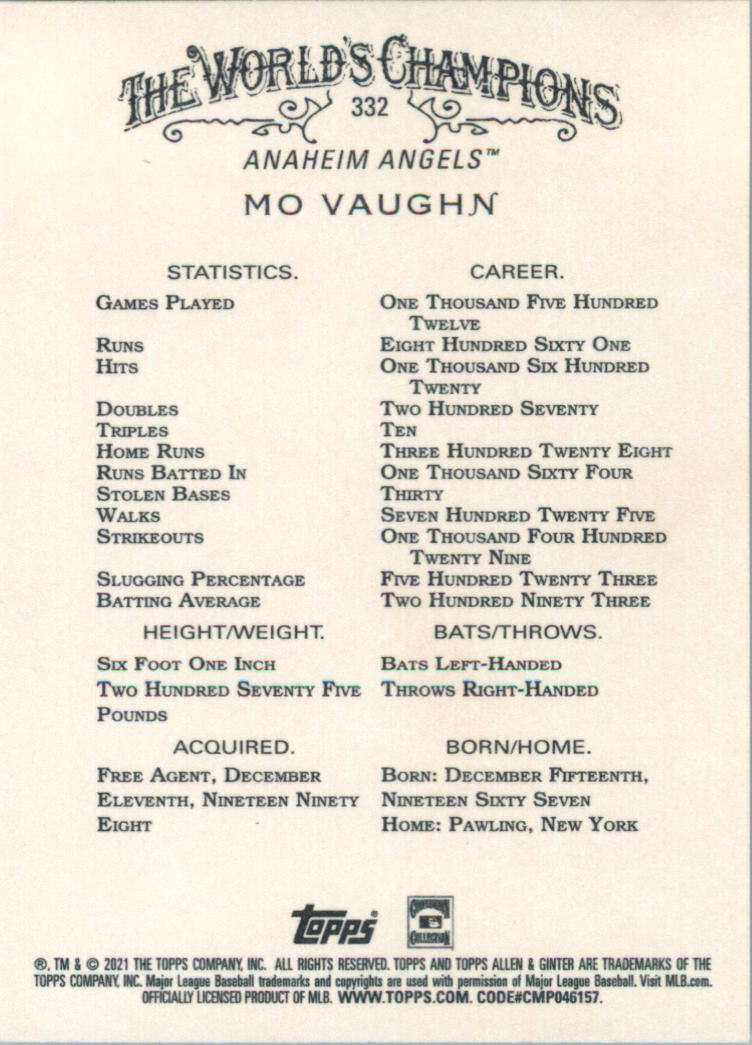 THE WORLD'S CHAMPIONS
332
ANAHEIM ANGELS™
MO VAUGHN
STATISTICS. CAREER.
GAMES PLAYED ONE THOUSAND FIVE HUNDRED
TWELVE
RUNS EIGHT HUNDRED SIXTY ONE
HITS ONE THOUSAND SIX HUNDRED
TWENTY
DOUBLES TWO HUNDRED SEVENTY
TRIPLES TEN
HOME RUNS THREE HUNDRED TWENTY EIGHT
RUNS BATTED IN ONE THOUSAND SIXTY FOUR
STOLEN BASES THIRTY
WALKS SEVEN HUNDRED TWENTY FIVE
STRIKEOUTS ONE THOUSAND FOUR HUNDRED
TWENTY NINE
SLUGGING PERCENTAGE FIVE HUNDRED TWENTY THREE
BATTING AVERAGE TWO HUNDRED NINETY THREE
HEIGHT/WEIGHT. BATS/THROWS.
SIX FOOT ONE INCH BATS LEFT-HANDED
TWO HUNDRED SEVENTY FIVE THROWS RIGHT-HANDED
POUNDS
ACQUIRED. BORN/HOME.
FREE AGENT, DECEMBER BORN: DECEMBER FIFTEENTH,
ELEVENTH, NINETEEN NINETY NINETEEN SIXTY SEVEN
EIGHT HOME: PAWLING, NEW YORK
topps® COOPERSTOWN COLLECTION
®, TM & © 2021 THE TOPPS COMPANY, INC. ALL RIGHTS RESERVED. TOPPS AND TOPPS ALLEN & GINTER ARE TRADEMARKS OF THE
TOPPS COMPANY, INC. Major League Baseball trademarks and copyrights are used with permission of Major League Baseball. Visit MLB.com.
OFFICIALLY LICENSED PRODUCT OF MLB. WWW.TOPPS.COM. CODE#CMP046157.